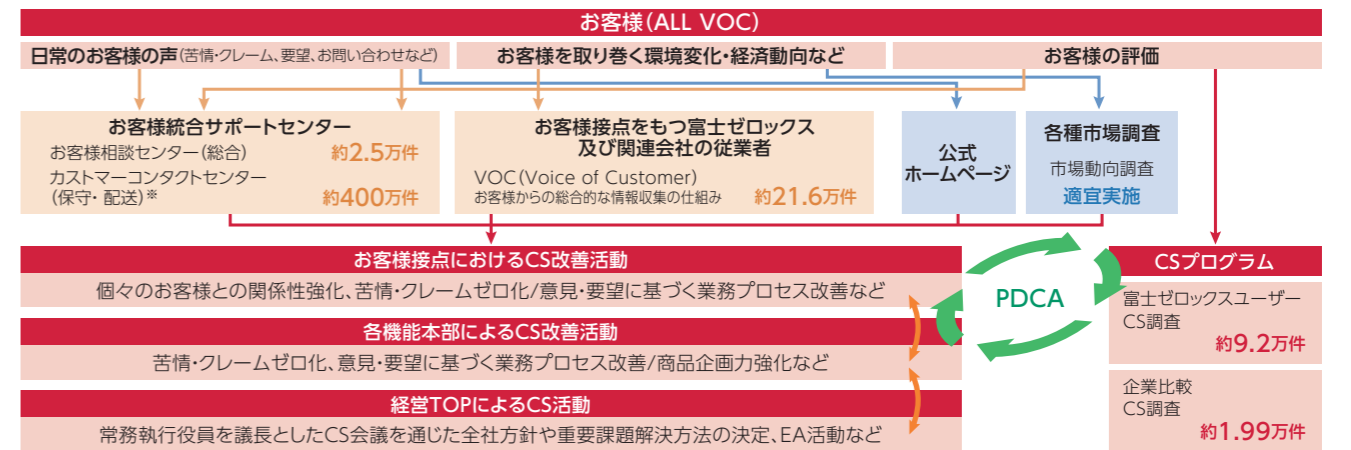 お客様(ALL VOC)
日常のお客様の声(苦情・クレーム、要望、お問い合わせなど)
お客様を取り巻く環境変化・経済動向など
お客様の評価
お客様統合サポートセンター
お客様相談センター(総合) 約2.5万件
カストマーコンタクトセンター
(保守・配送)※ 約400万件
お客様接点をもつ富士ゼロックス
及び関連会社の従業者
VOC(Voice of Customer)
お客様からの総合的な情報収集の仕組み 約21.6万件
公式
ホームページ
各種市場調査
市場動向調査
適宜実施
お客様接点におけるCS改善活動
個々のお客様との関係性強化、苦情・クレームゼロ化/意見・要望に基づく業務プロセス改善など
各機能本部によるCS改善活動
苦情・クレームゼロ化、意見・要望に基づく業務プロセス改善/商品企画力強化など
経営TOPによるCS活動
常務執行役員を議長としたCS会議を通じた全社方針や重要課題解決方法の決定、EA活動など
PDCA
CSプログラム
富士ゼロックスユーザー
CS調査
約9.2万件
企業比較
CS調査
約1.99万件